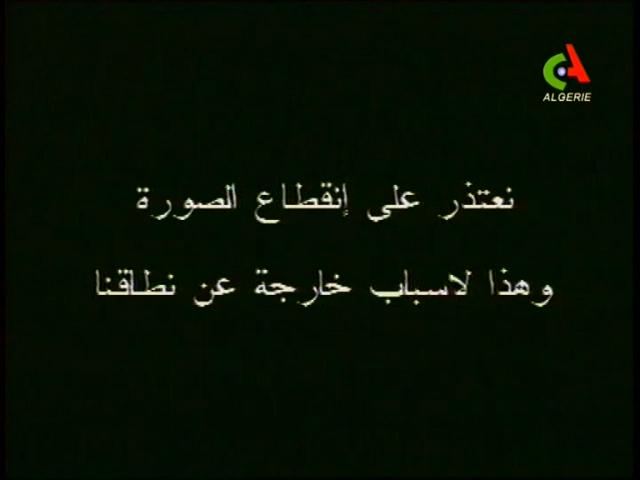 ALGERIE
نعتذر على إنقطاع الصورة
وهذا لاسباب خارجة عن نطاقنا